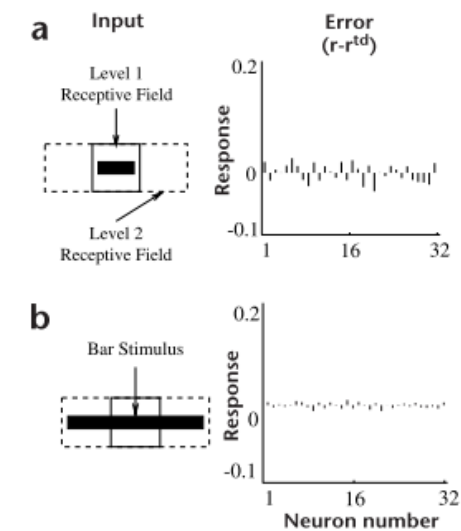 a
Input
Error
(r-r^td)
Level 1
Receptive Field
Level 2
Receptive Field
Response
0.2
0
-0.1
1 16 32
b
Bar Stimulus
Response
0.2
0
-0.1
1 16 32
Neuron number